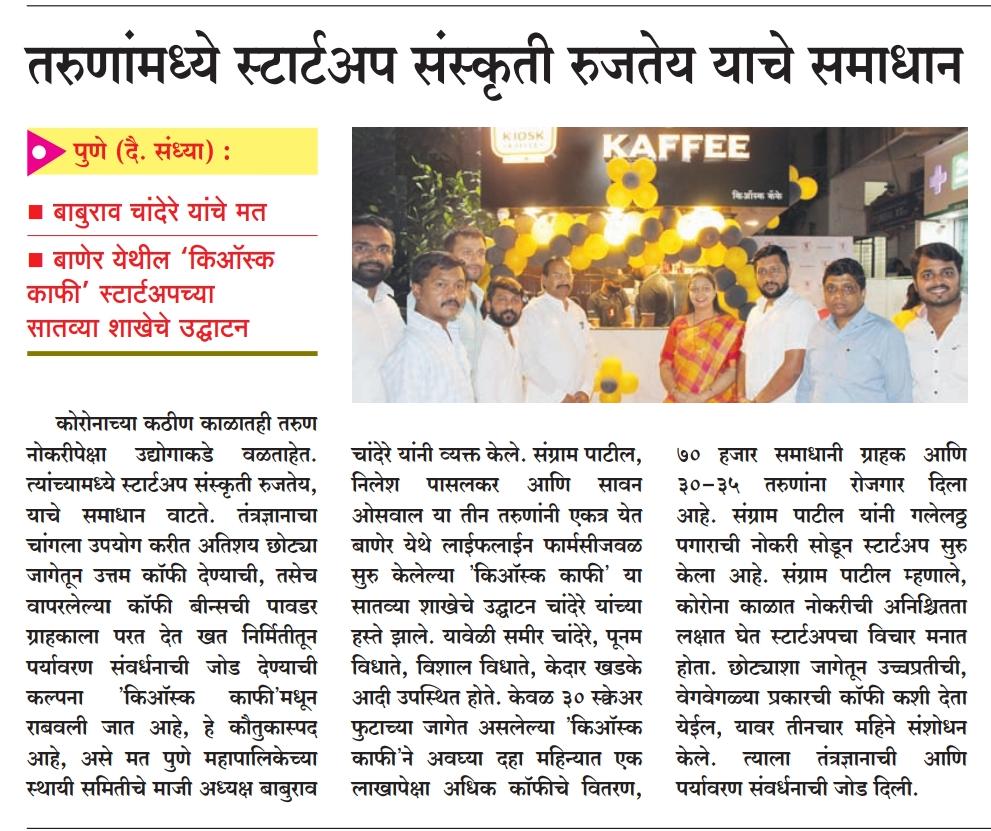 तरुणांमध्ये स्टार्टअप संस्कृती रुजतेय याचे समाधान
पुणे (दै. संध्या) :
■ बाबुराव चांदेरे यांचे मत
■ बाणेर येथील ‘किऑस्क
काफी’ स्टार्टअपच्या
सातव्या शाखेचे उद्घाटन
KIOSK
KAFFEE
KAFFEE
किऑस्क कॅफे
कोरोनाच्या कठीण काळातही तरुण
नोकरीपेक्षा उद्योगाकडे वळताहेत.
त्यांच्यामध्ये स्टार्टअप संस्कृती रुजतेय,
याचे समाधान वाटते. तंत्रज्ञानाचा
चांगला उपयोग करीत अतिशय छोट्या
जागेतून उत्तम कॉफी देण्याची, तसेच
वापरलेल्या कॉफी बीन्सची पावडर
ग्राहकाला परत देत खत निर्मितीतून
पर्यावरण संवर्धनाची जोड देण्याची
कल्पना 'किऑस्क काफी'मधून
राबवली जात आहे, हे कौतुकास्पद
आहे, असे मत पुणे महापालिकेच्या
स्थायी समितीचे माजी अध्यक्ष बाबुराव
चांदेरे यांनी व्यक्त केले. संग्राम पाटील,
निलेश पासलकर आणि सावन
ओसवाल या तीन तरुणांनी एकत्र येत
बाणेर येथे लाईफलाईन फार्मसीजवळ
सुरु केलेल्या 'किऑस्क काफी' या
सातव्या शाखेचे उद्घाटन चांदेरे यांच्या
हस्ते झाले. यावेळी समीर चांदेरे, पूनम
विधाते, विशाल विधाते, केदार खडके
आदी उपस्थित होते. केवळ ३० स्क्वेअर
फुटाच्या जागेत असलेल्या 'किऑस्क
काफी'ने अवघ्या दहा महिन्यात एक
लाखापेक्षा अधिक कॉफीचे वितरण,
७० हजार समाधानी ग्राहक आणि
३०-३५ तरुणांना रोजगार दिला
आहे. संग्राम पाटील यांनी गलेलठ्ठ
पगाराची नोकरी सोडून स्टार्टअप सुरु
केला आहे. संग्राम पाटील म्हणाले,
कोरोना काळात नोकरीची अनिश्चितता
लक्षात घेत स्टार्टअपचा विचार मनात
होता. छोट्याशा जागेतून उच्चप्रतीची,
वेगवेगळ्या प्रकारची कॉफी कशी देता
येईल, यावर तीनचार महिने संशोधन
केले. त्याला तंत्रज्ञानाची आणि
पर्यावरण संवर्धनाची जोड दिली.